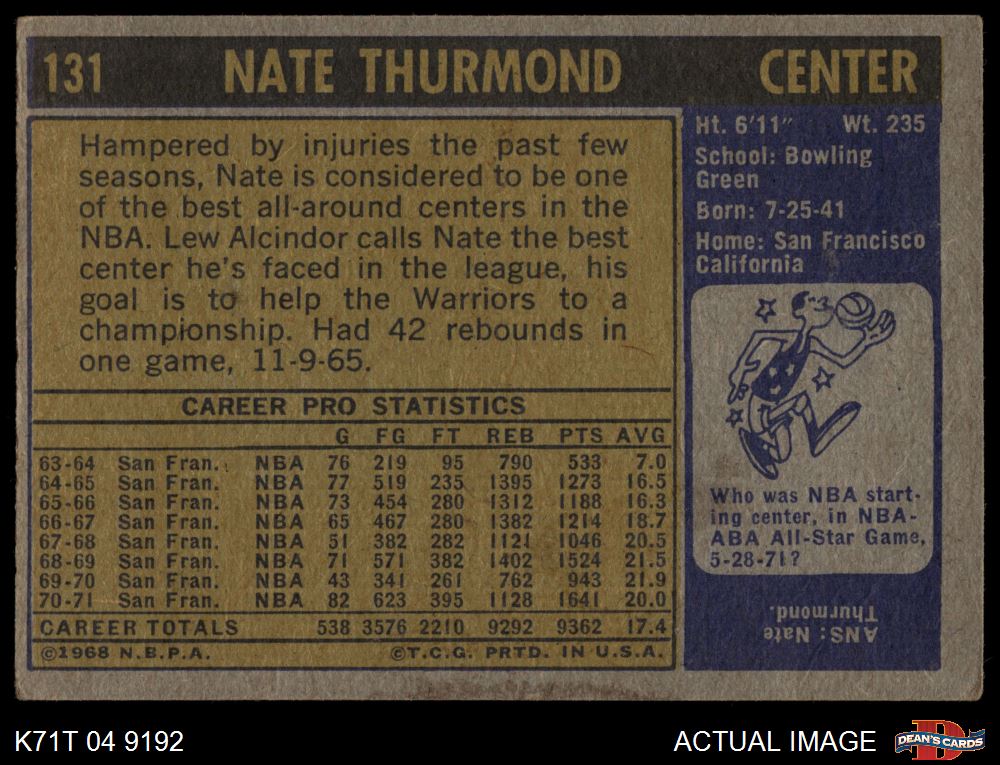 131 NATE THURMOND CENTER
Hampered by injuries the past few
seasons, Nate is considered to be one
of the best all-around centers in the
NBA. Lew Alcindor calls Nate the best
center he's faced in the league, his
goal is to help the Warriors to a
championship. Had 42 rebounds in
one game, 11-9-65.
CAREER PRO STATISTICS
G FG FT REB PTS AVG
63-64 San Fran. NBA 76 219 95 790 533 7.0
64-65 San Fran. NBA 77 519 235 1395 1273 16.5
65-66 San Fran. NBA 73 454 280 1312 1188 16.3
66-67 San Fran. NBA 65 467 280 1382 1214 18.7
67-68 San Fran. NBA 51 382 282 1121 1046 20.5
68-69 San Fran. NBA 71 571 382 1402 1524 21.5
69-70 San Fran. NBA 43 341 261 762 943 21.9
70-71 San Fran. NBA 82 623 395 1128 1641 20.0
CAREER TOTALS 538 3576 2210 9292 9362 17.4
©1968 N.B.P.A. ©T.C.G. PRTD. IN U.S.A.
Ht. 6'11" Wt. 235
School: Bowling
Green
Born: 7-25-41
Home: San Francisco
California
Who was NBA start-
ing center, in NBA-
ABA All-Star Game,
5-28-71?
ANS: Nate
Thurmond.
K71T 04 9192
ACTUAL IMAGE
D
DEAN'S CARDS